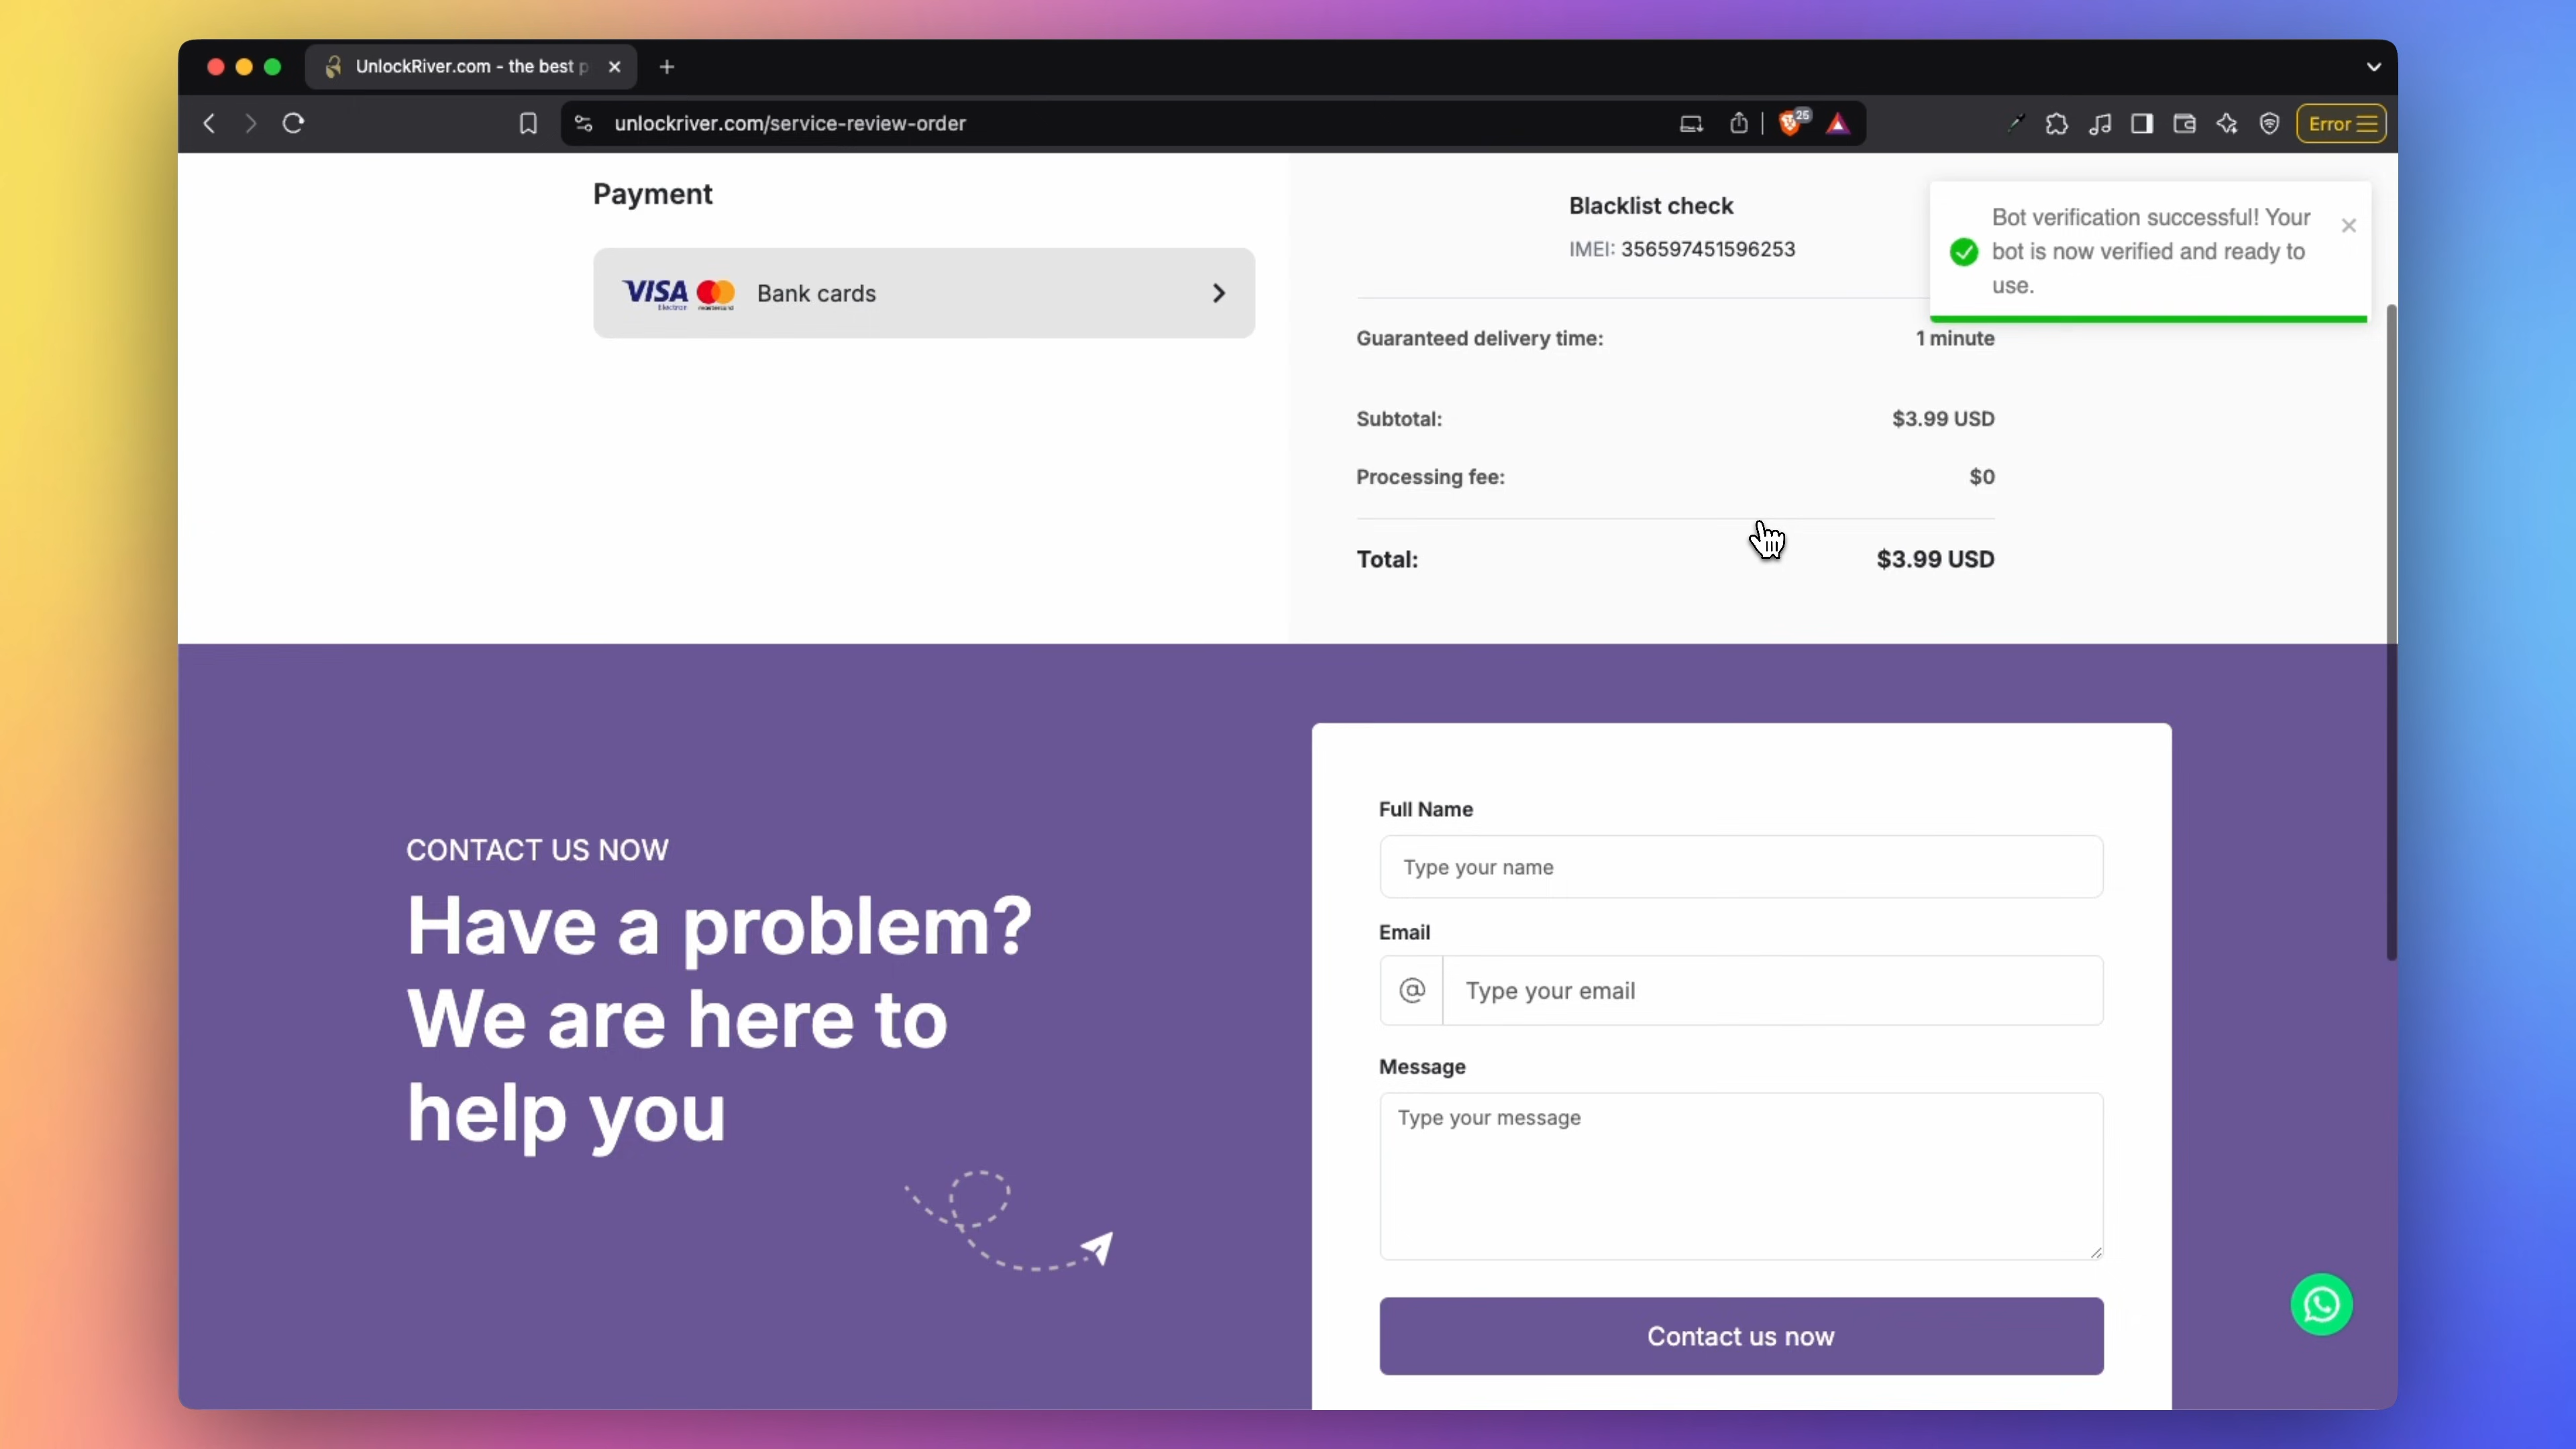 UnlockRiver.com - the best p
unlockriver.com/service-review-order
25
Error
Payment
VISA
Electron
Bank cards
Blacklist check
IMEI: 356597451596253
Bot verification successful! Your
bot is now verified and ready to
use.
Guaranteed delivery time: 1 minute
Subtotal: $3.99 USD
Processing fee: $0
Total: $3.99 USD
CONTACT US NOW
Have a problem?
We are here to
help you
Full Name
Type your name
Email
@ Type your email
Message
Type your message
Contact us now